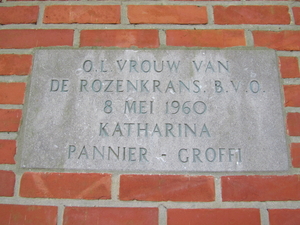 O.L. VROUW VAN
DE ROZENKRANS. B.V.O.
8 MEI 1960
KATHARINA
PANNIER - GROFFI